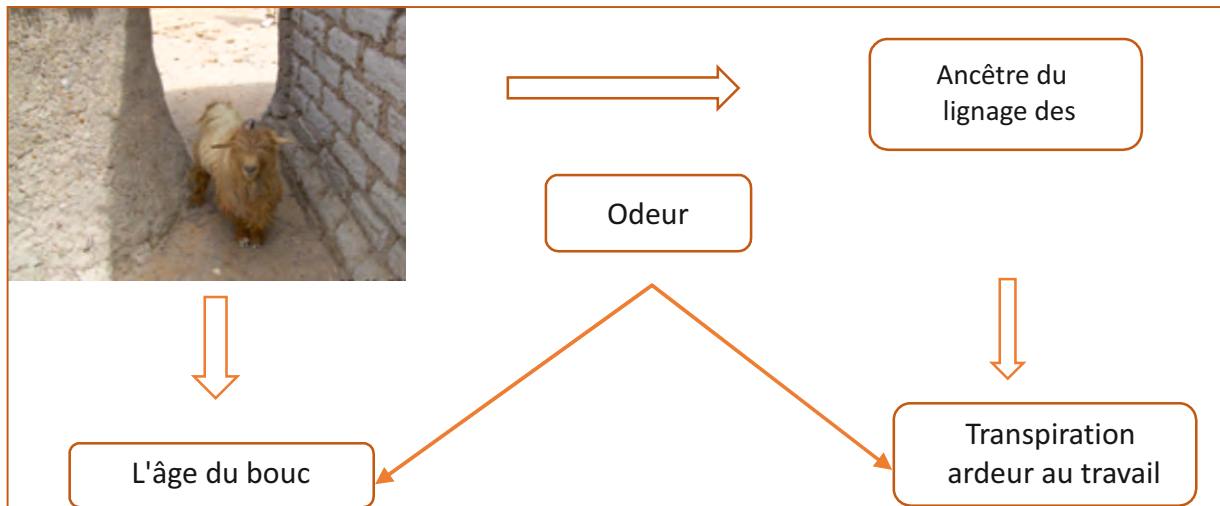 Ancêtre du
lignage des
Odeur
L'âge du bouc
Transpiration
ardeur au travail